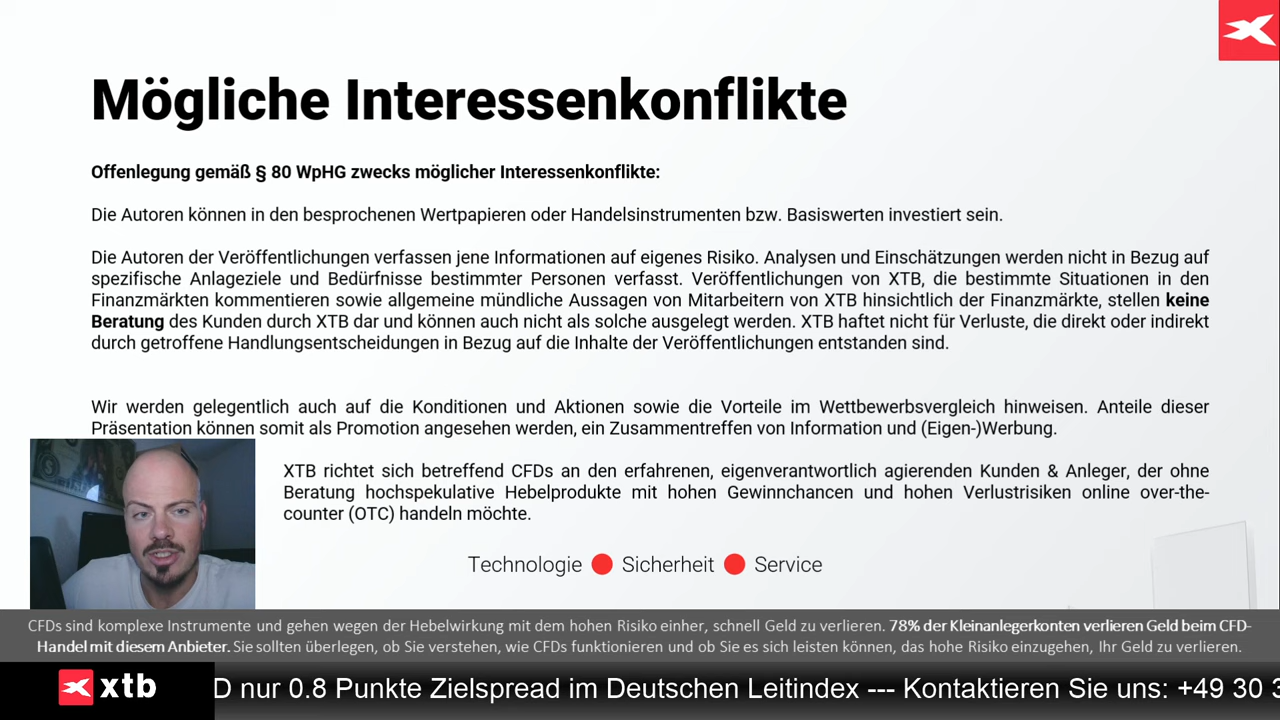 Mögliche Interessenkonflikte
Offenlegung gemäß § 80 WpHG zwecks möglicher Interessenkonflikte:
Die Autoren können in den besprochenen Wertpapieren oder Handelsinstrumenten bzw. Basiswerten investiert sein.
Die Autoren der Veröffentlichungen verfassen jene Informationen auf eigenes Risiko. Analysen und Einschätzungen werden nicht in Bezug auf
spezifische Anlageziele und Bedürfnisse bestimmter Personen verfasst. Veröffentlichungen von XTB, die bestimmte Situationen in den
Finanzmärkten kommentieren sowie allgemeine mündliche Aussagen von Mitarbeitern von XTB hinsichtlich der Finanzmärkte, stellen keine
Beratung des Kunden durch XTB dar und können auch nicht als solche ausgelegt werden. XTB haftet nicht für Verluste, die direkt oder indirekt
durch getroffene Handlungsentscheidungen in Bezug auf die Inhalte der Veröffentlichungen entstanden sind.
Wir werden gelegentlich auch auf die Konditionen und Aktionen sowie die Vorteile im Wettbewerbsvergleich hinweisen. Anteile dieser
Präsentation können somit als Promotion angesehen werden, ein Zusammentreffen von Information und (Eigen-)Werbung.
XTB richtet sich betreffend CFDs an den erfahrenen, eigenverantwortlich agierenden Kunden & Anleger, der ohne
Beratung hochspekulative Hebelprodukte mit hohen Gewinnchancen und hohen Verlustrisiken online over-the-
counter (OTC) handeln möchte.
Technologie Sicherheit Service
CFDs sind komplexe Instrumente und gehen wegen der Hebelwirkung mit dem hohen Risiko einher, schnell Geld zu verlieren. 78% der Kleinanlegerkonten verlieren Geld beim CFD-
Handel mit diesem Anbieter. Sie sollten überlegen, ob Sie verstehen, wie CFDs funktionieren und ob Sie es sich leisten können, das hohe Risiko einzugehen, Ihr Geld zu verlieren.
xtb D nur 0.8 Punkte Zielspread im Deutschen Leitindex --- Kontaktieren Sie uns: +49 30 3